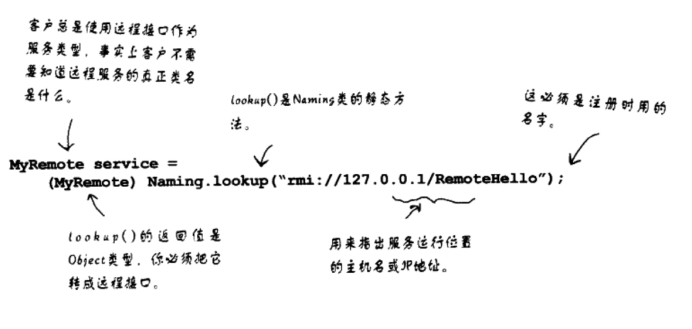 客户总是使用远程接口作为
服务类型，事实上客户不需
要知道远程服务的真正类名
是什么。
lookup()是Naming类的静态方
法。
这必须是注册时用的
名字。
MyRemote service =
(MyRemote) Naming.lookup(“rmi://127.0.0.1/RemoteHello”);
lookup()的返回值是
Object类型，你必须把它
转成远程接口。
用来指出服务运行位置
的主机名或IP地址。